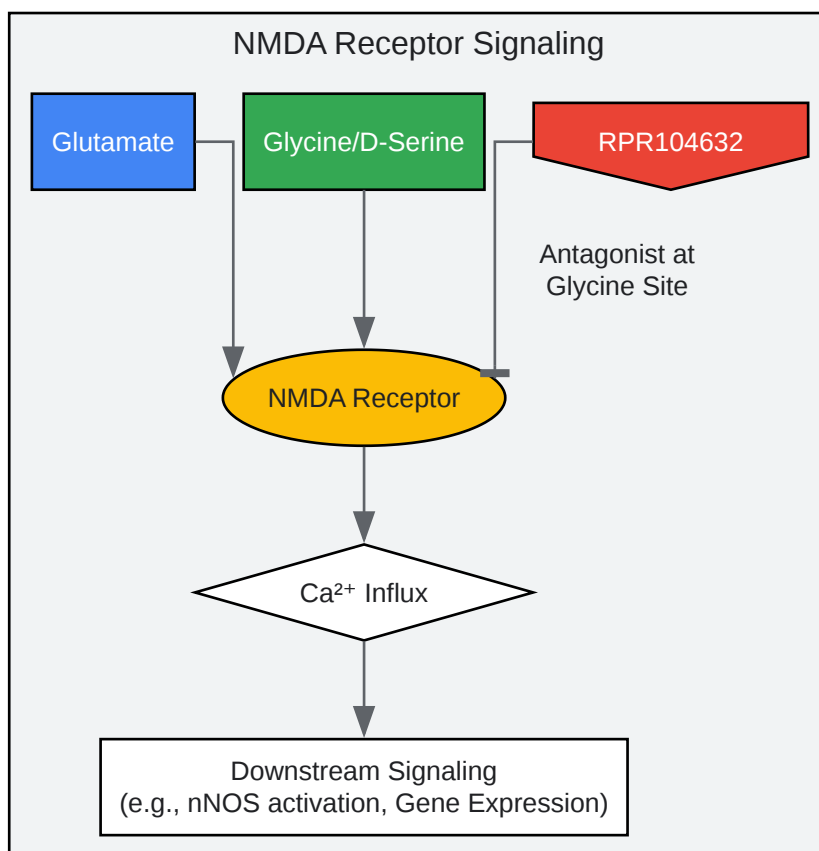 NMDA Receptor Signaling
Glutamate
Glycine/D-Serine
RPR104632
Antagonist at
Glycine Site
NMDA Receptor
Ca²⁺ Influx
Downstream Signaling
(e.g., nNOS activation, Gene Expression)